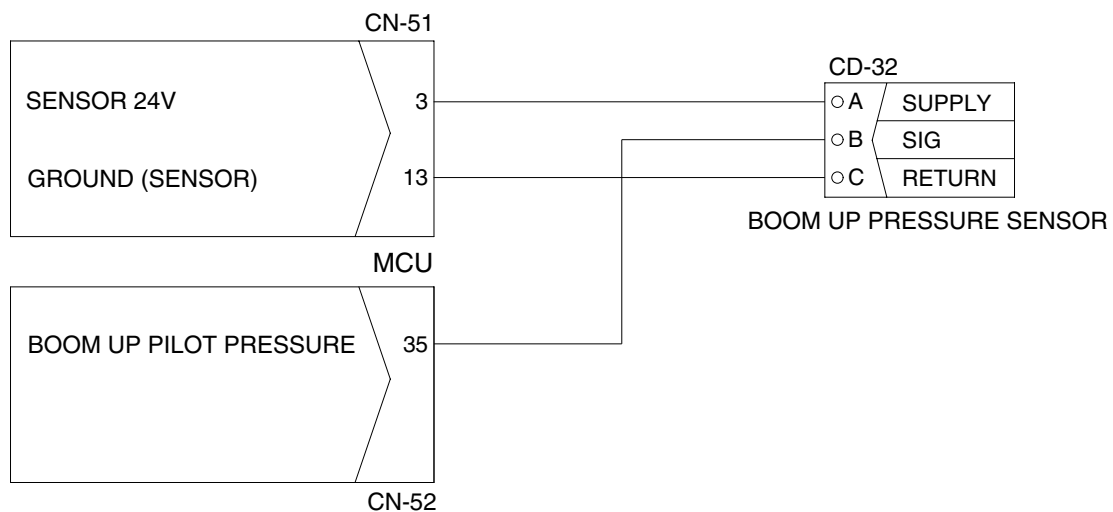 CN-51
CD-32
SENSOR 24V 3 A SUPPLY
B SIG
GROUND (SENSOR) 13 C RETURN
BOOM UP PRESSURE SENSOR
MCU
BOOM UP PILOT PRESSURE 35
CN-52